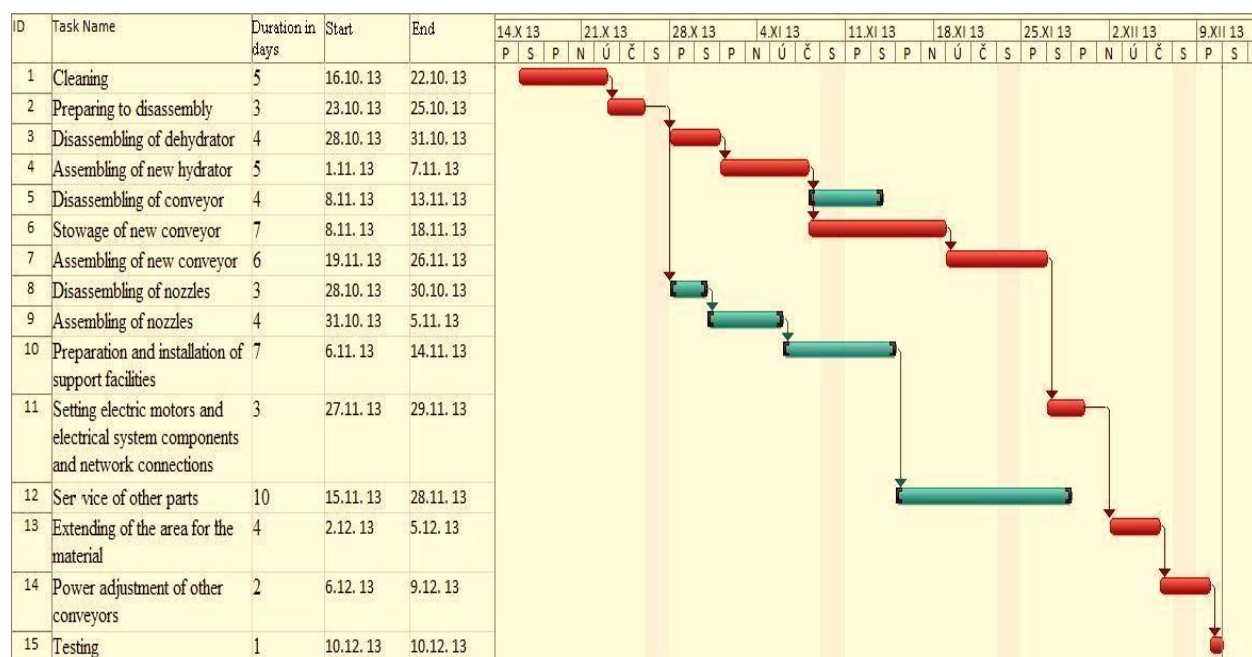 ID Task Name Duration in days Start End 14.X 13 21.X 13 28.X 13 4.XI 13 11.XI 13 18.XI 13 25.XI 13 2.XII 13 9.XII 13
P S P N Ú Č S P S P N Ú Č S P S P N Ú Č S P S P N Ú Č S P S
1 Cleaning 5 16.10. 13 22.10. 13
2 Preparing to disassembly 3 23.10. 13 25.10. 13
3 Disassembling of dehydrator 4 28.10. 13 31.10. 13
4 Assembling of new hydrator 5 1.11. 13 7.11. 13
5 Disassembling of conveyor 4 8.11. 13 13.11. 13
6 Stowage of new conveyor 7 8.11. 13 18.11. 13
7 Assembling of new conveyor 6 19.11. 13 26.11. 13
8 Disassembling of nozzles 3 28.10. 13 30.10. 13
9 Assembling of nozzles 4 31.10. 13 5.11. 13
10 Preparation and installation of 7 6.11. 13 14.11. 13
support facilities
11 Setting electric motors and 3 27.11. 13 29.11. 13
electrical system components
and network connections
12 Ser vice of other parts 10 15.11. 13 28.11. 13
13 Extending of the area for the 4 2.12. 13 5.12. 13
material
14 Power adjustment of other 2 6.12. 13 9.12. 13
conveyors
15 Testing 1 10.12. 13 10.12. 13